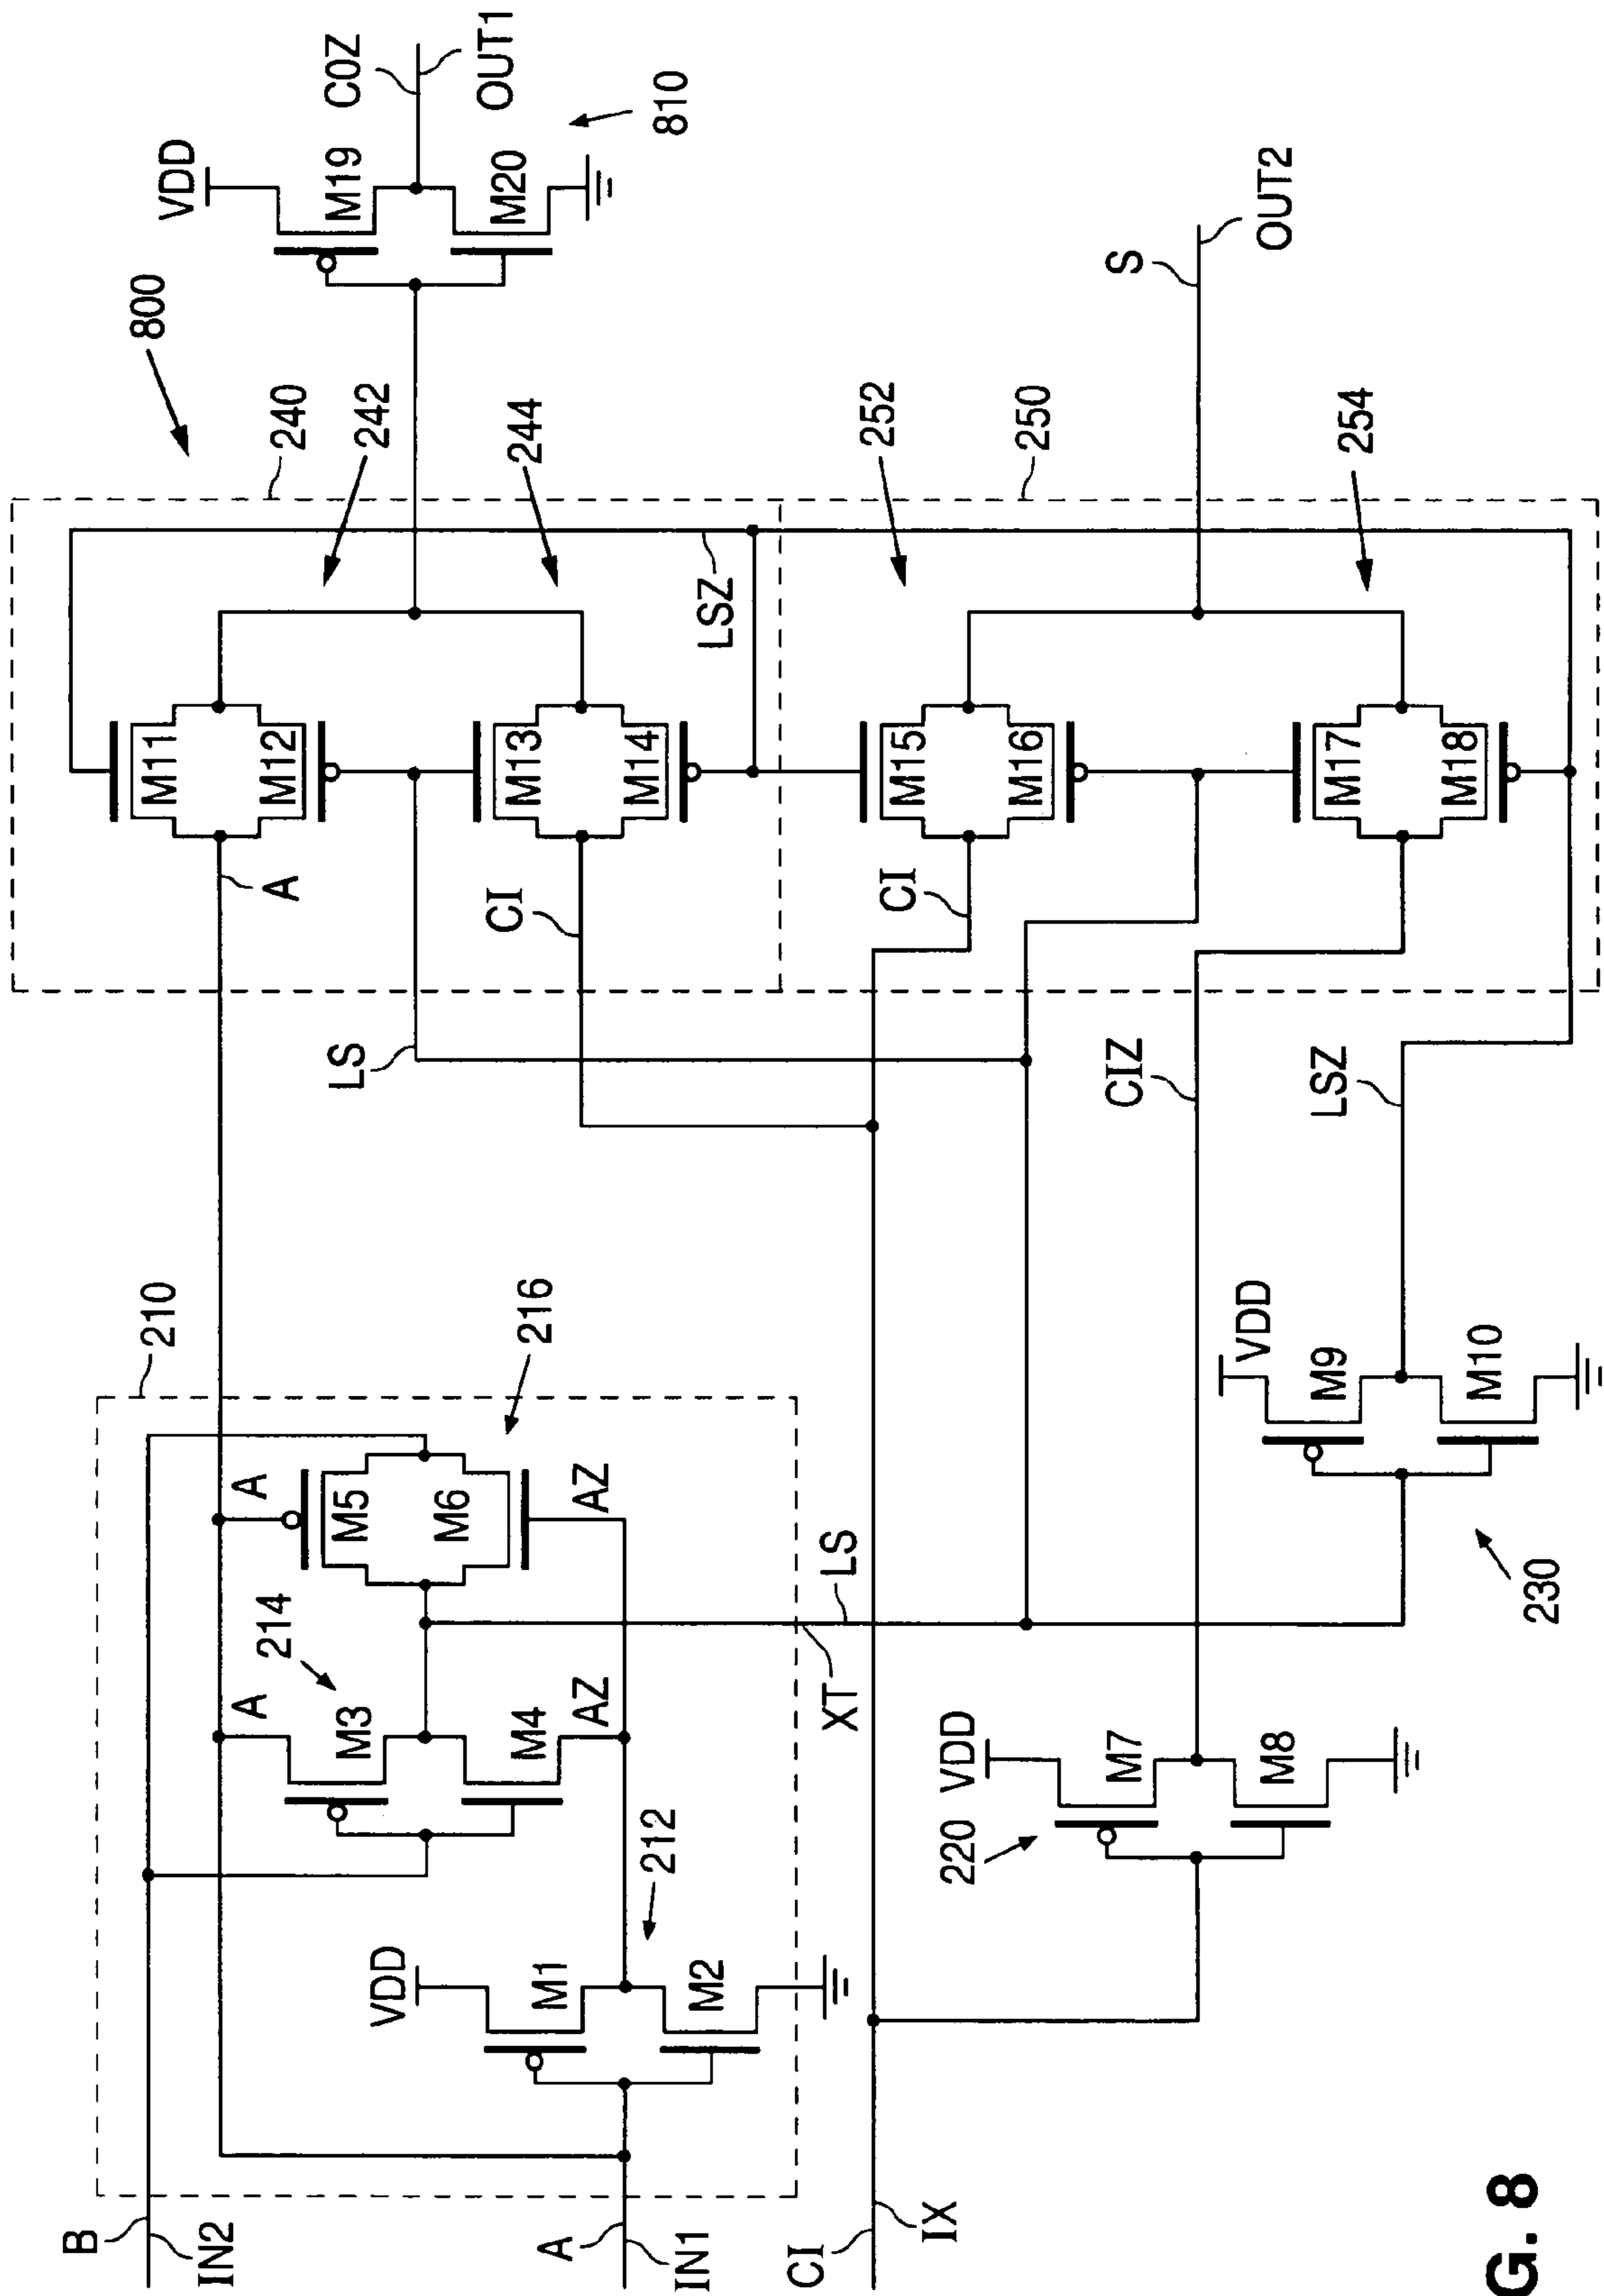 800
VDD
M19
M20
C0Z
OUT1
810
240
242
244
252
250
254
S
OUT2
LSZ
M11
M12
M13
M14
M15
M16
M17
M18
A
CI
CI
LS
CIZ
LSZ
210
216
214
212
A
M5
M6
AZ
A
M3
M4
AZ
VDD
M1
M2
XT
LS
VDD
M9
M10
230
VDD
M7
M8
220
B
IN2
A
IN1
CI
IX
G. 8